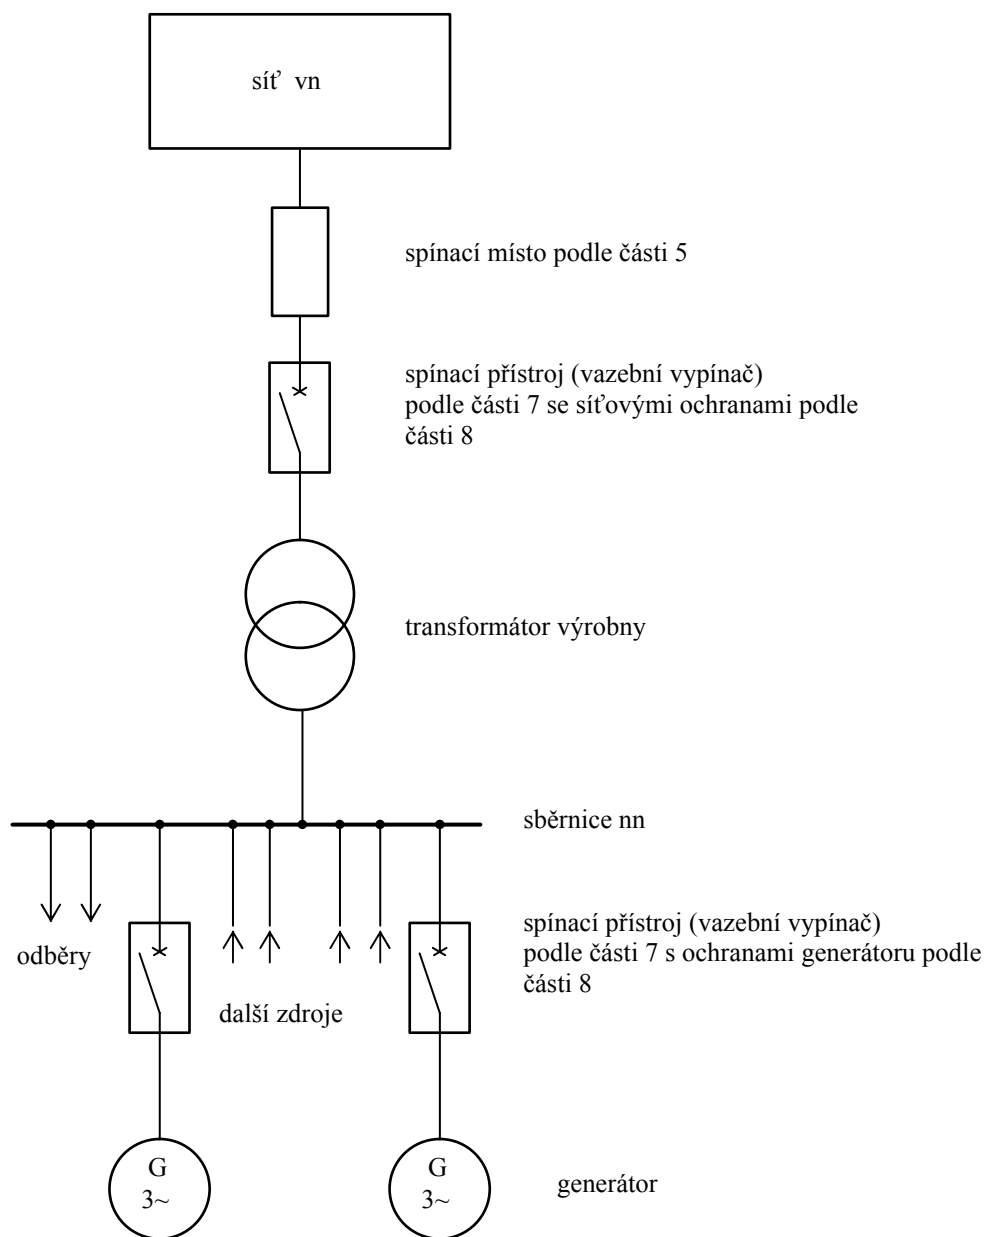 síť vn
spínací místo podle části 5
spínací přístroj (vazební vypínač)
podle části 7 se síťovými ochranami podle
části 8
transformátor výrobny
sběrnice nn
spínací přístroj (vazební vypínač)
podle části 7 s ochranami generátoru podle
části 8
odběry
další zdroje
G
3~
G
3~
generátor